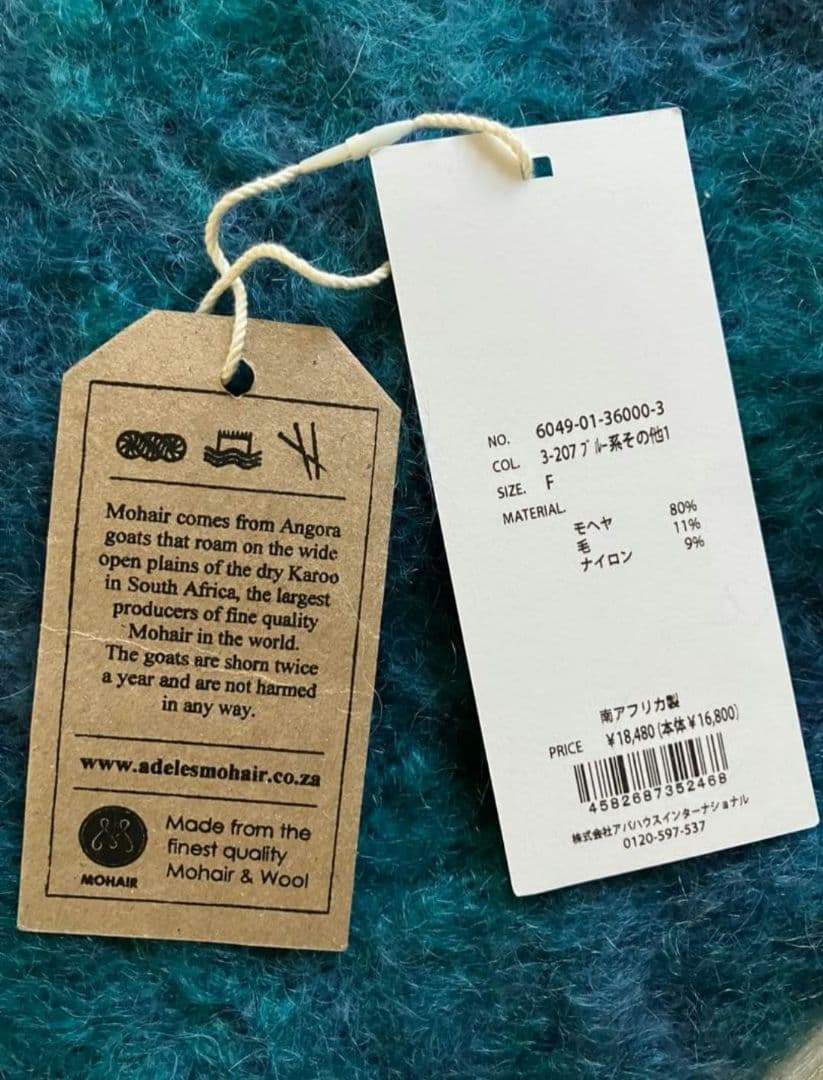 Mohair comes from Angora
goats that roam on the wide
open plains of the dry Karoo
in South Africa, the largest
producers of fine quality
Mohair in the world.
The goats are shorn twice
a year and are not harmed
in any way.
www.adelesmohair.co.za
MOHAIR
Made from the
finest quality
Mohair & Wool
NO. 6049-01-36000-3
COL. 3-207 ﾌﾞﾙｰ系その他1
SIZE. F
MATERIAL.
モヘヤ 80%
毛 11%
ナイロン 9%
南アフリカ製
PRICE ¥18,480 (本体¥16,800)
4582687352468
株式会社アバハウスインターナショナル
0120-597-537